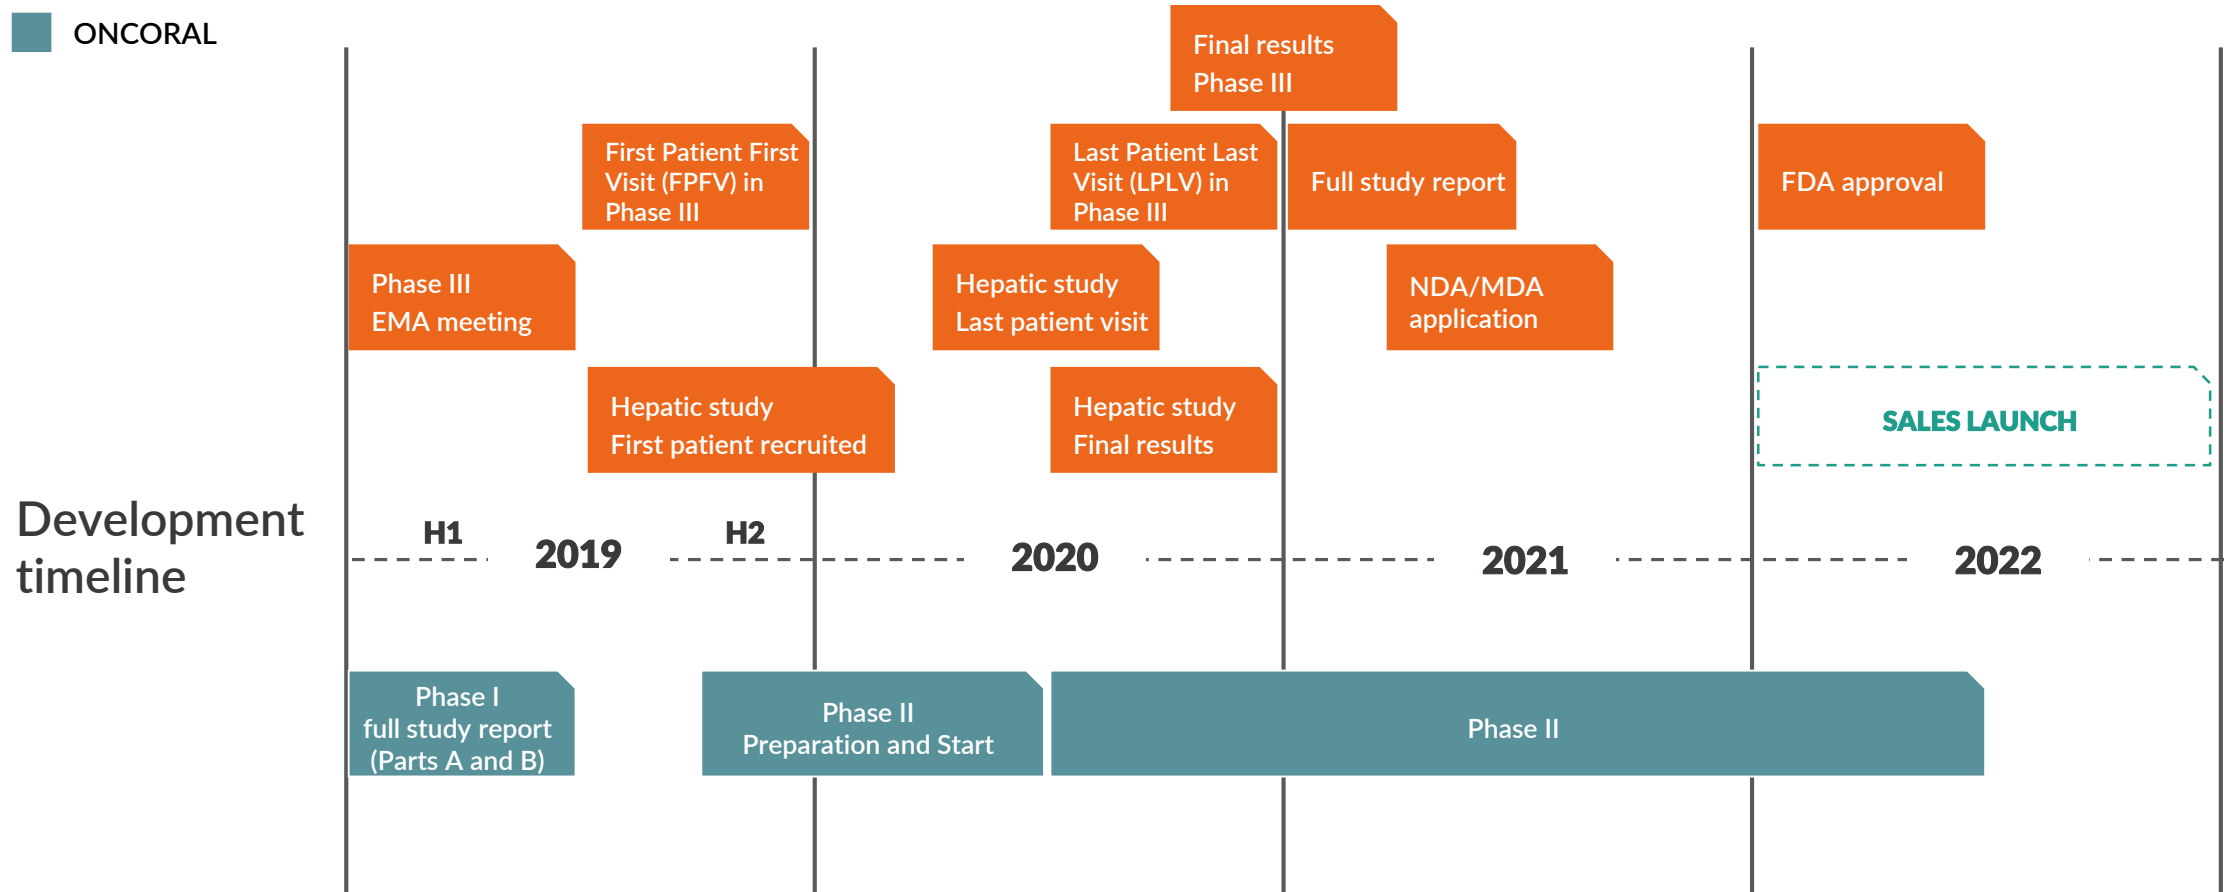 ONCORAL
Final results
Phase III
First Patient First
Visit (FPFV) in
Phase III
Last Patient Last
Visit (LPLV) in
Phase III
Full study report
FDA approval
Phase III
EMA meeting
Hepatic study
Last patient visit
NDA/MDA
application
Hepatic study
First patient recruited
Hepatic study
Final results
SALES LAUNCH
Development
timeline
H1
2019
H2
2020
2021
2022
Phase I
full study report
(Parts A and B)
Phase II
Preparation and Start
Phase II